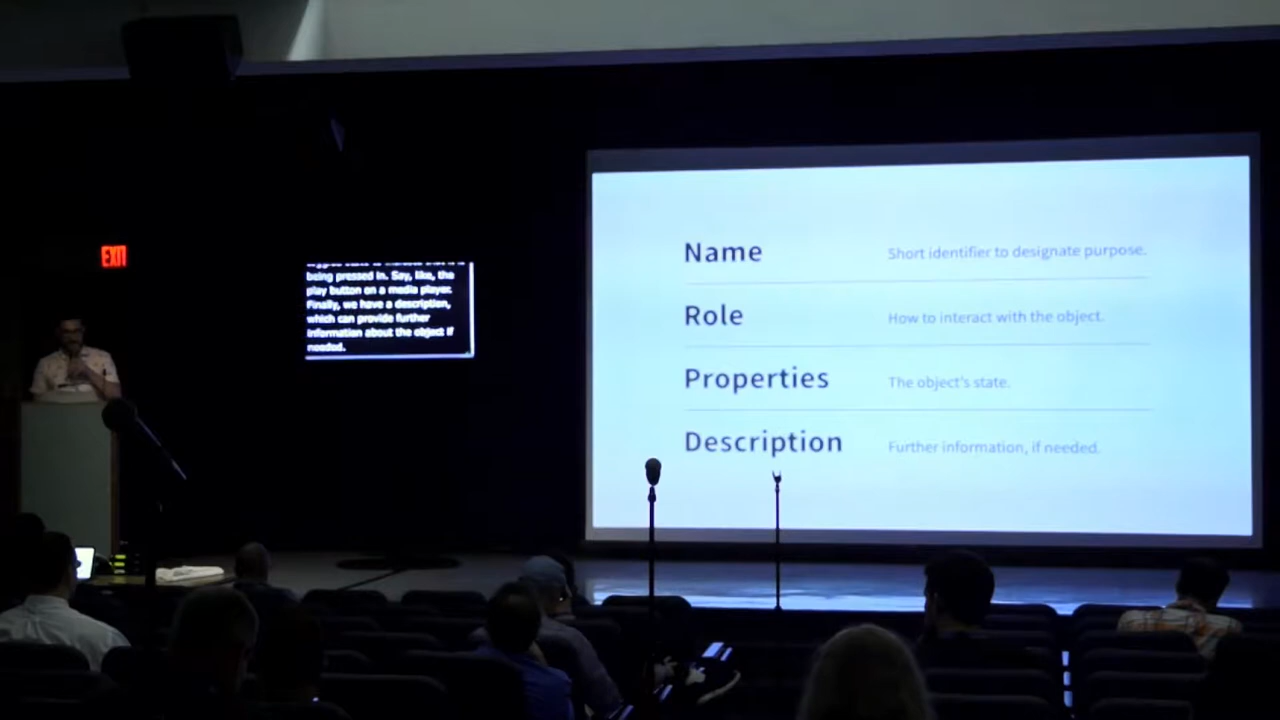 EXIT
being pressed in. Say, like, the
play button on a media player.
Finally, we have a description,
which can provide further
information about the object if
needed.
Name Short identifier to designate purpose.
Role How to interact with the object.
Properties The object's state.
Description Further information, if needed.